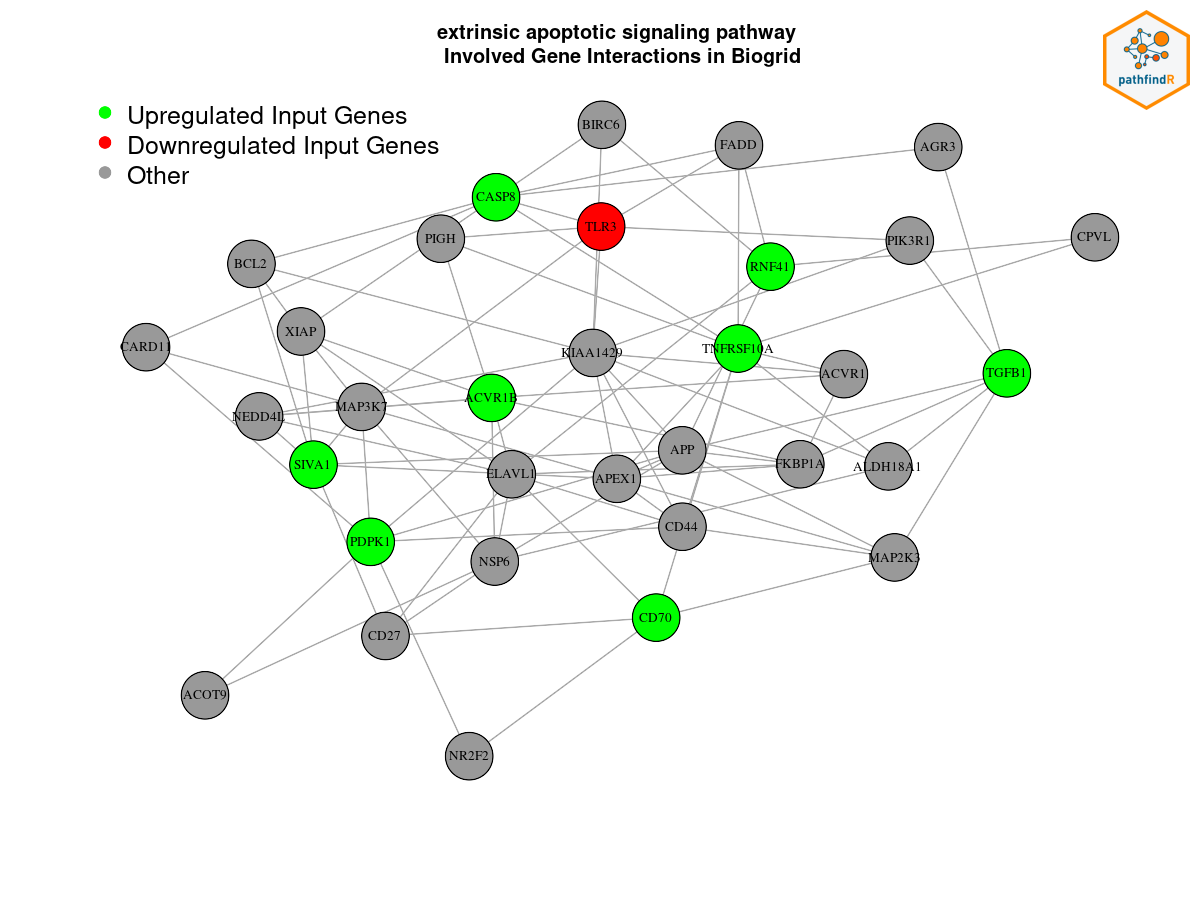 extrinsic apoptotic signaling pathway
Involved Gene Interactions in Biogrid
pathfindR
Upregulated Input Genes
Downregulated Input Genes
Other
BIRC6
FADD
AGR3
CASP8
TLR3
PIGH
PIK3R1
CPVL
BCL2
RNF41
XIAP
CARD11
KIAA1429
TNFRSF10A
ACVR1
TGFB1
ACVR1B
MAP3K7
NEDD4L
APP
SIVA1
FKBP1A
ALDH18A1
ELAVL1
APEX1
CD44
PDPK1
NSP6
MAP2K3
CD70
CD27
ACOT9
NR2F2